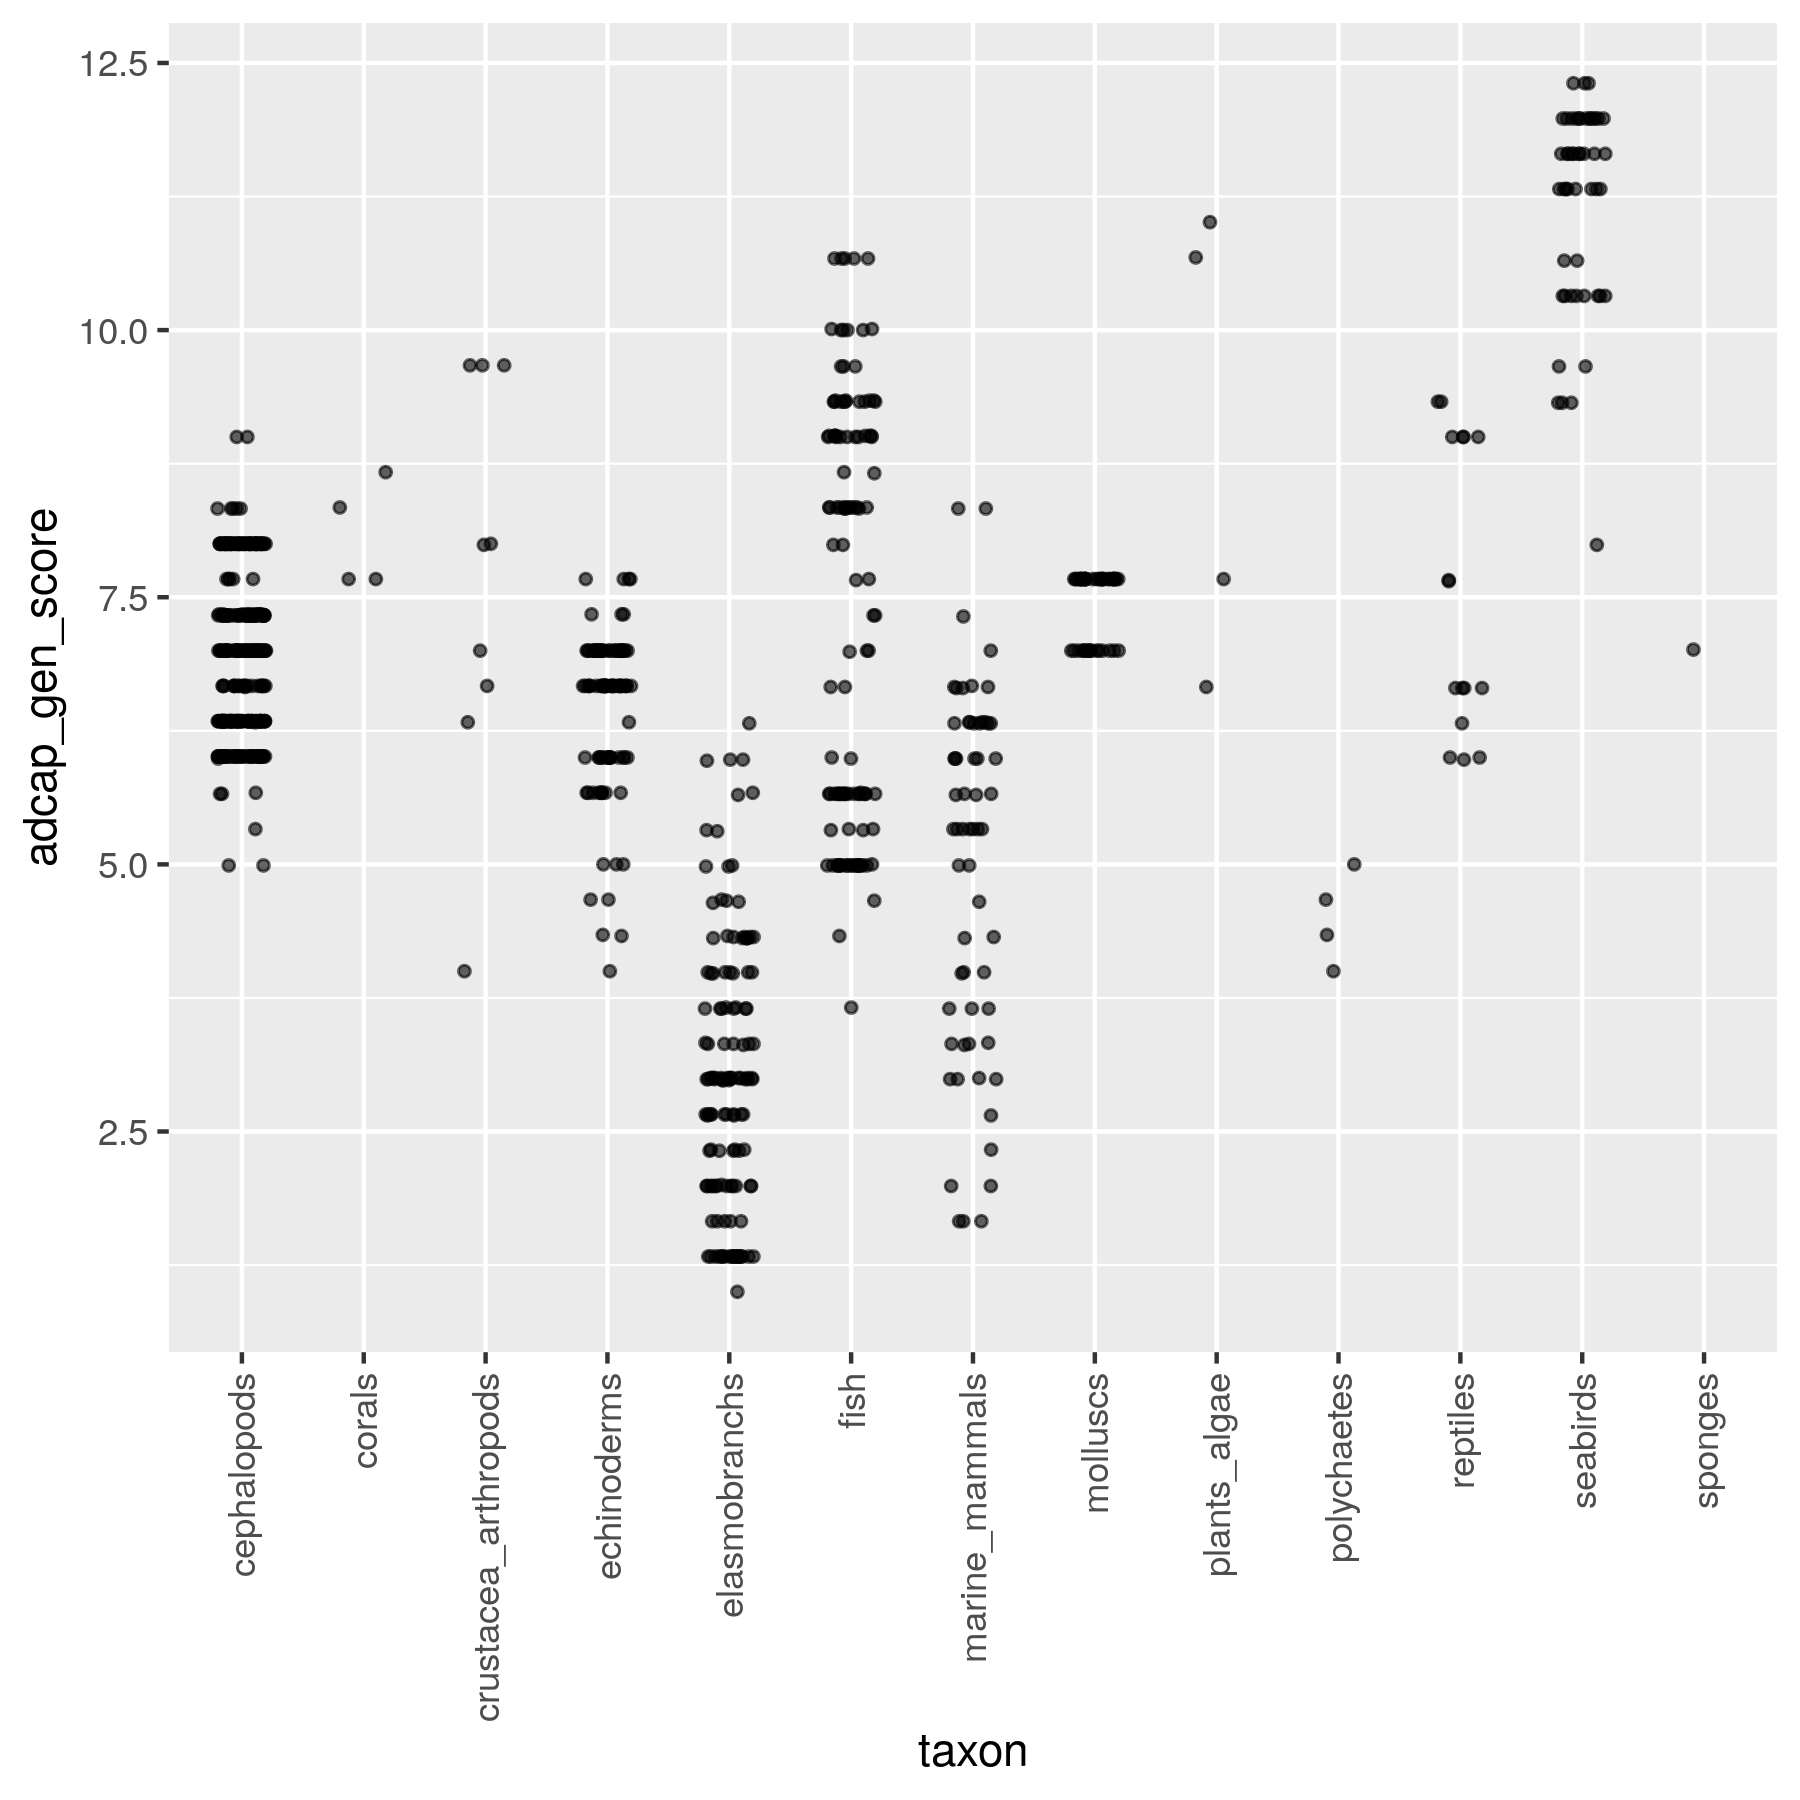 adcap_gen_score
12.5
10.0
7.5
5.0
2.5
cephalopods
corals
crustacea_arthropods
echinoderms
elasmobranchs
fish
marine_mammals
molluscs
plants_algae
polychaetes
reptiles
seabirds
sponges
taxon